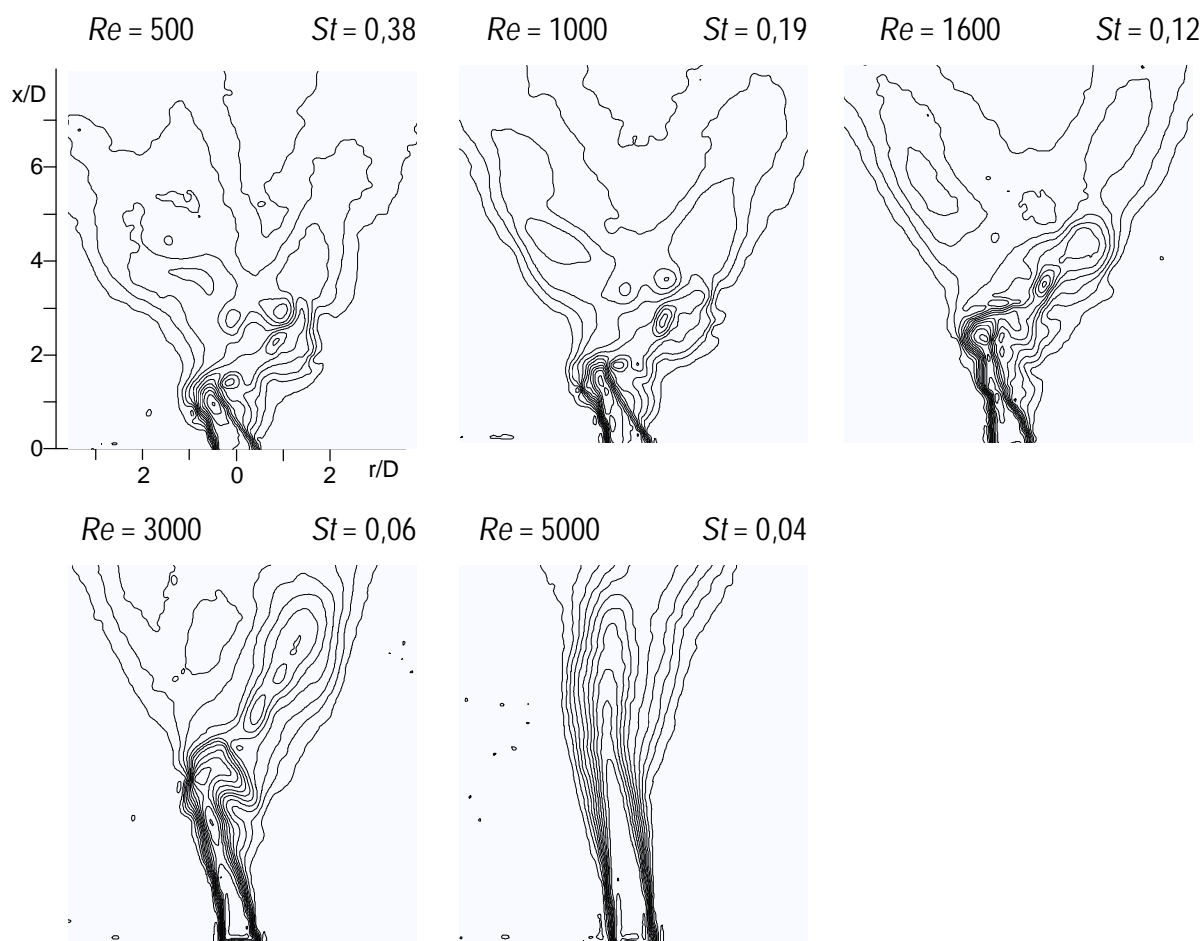 Re = 500 St = 0,38
Re = 1000 St = 0,19
Re = 1600 St = 0,12
x/D
6
4
2
0
2 0 2 r/D
Re = 3000 St = 0,06
Re = 5000 St = 0,04